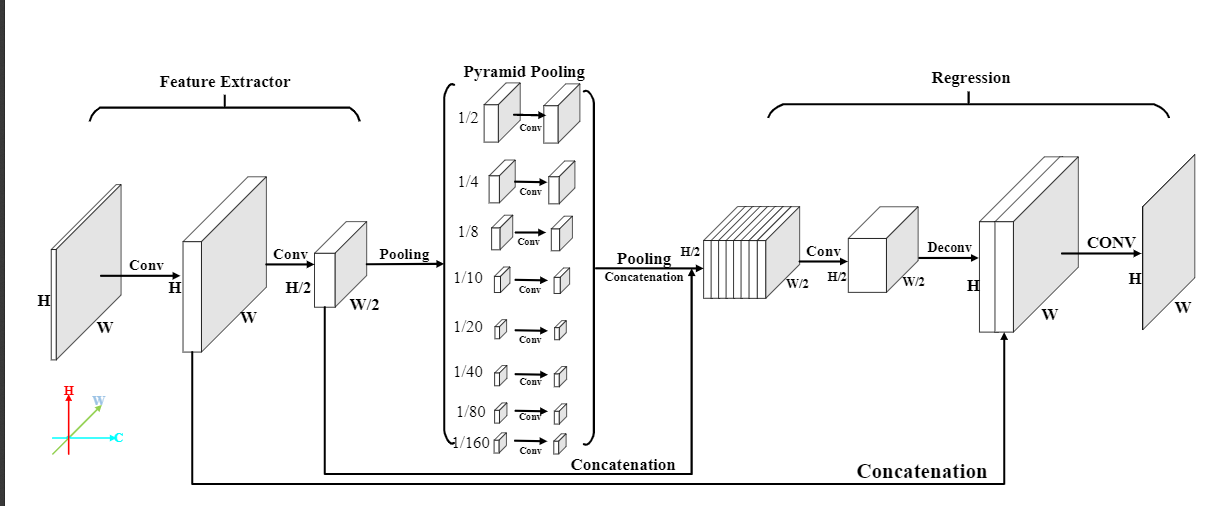 Feature Extractor
Pyramid Pooling
Regression
H
W
Conv
H
W
Conv
H/2
W/2
Pooling
1/2
Conv
1/4
Conv
1/8
Conv
1/10
Conv
1/20
Conv
1/40
Conv
1/80
Conv
1/160
Conv
Pooling
Concatenation
H/2
W/2
Conv
H/2
W/2
Deconv
H
W
CONV
H
W
Concatenation
Concatenation
H
W
C